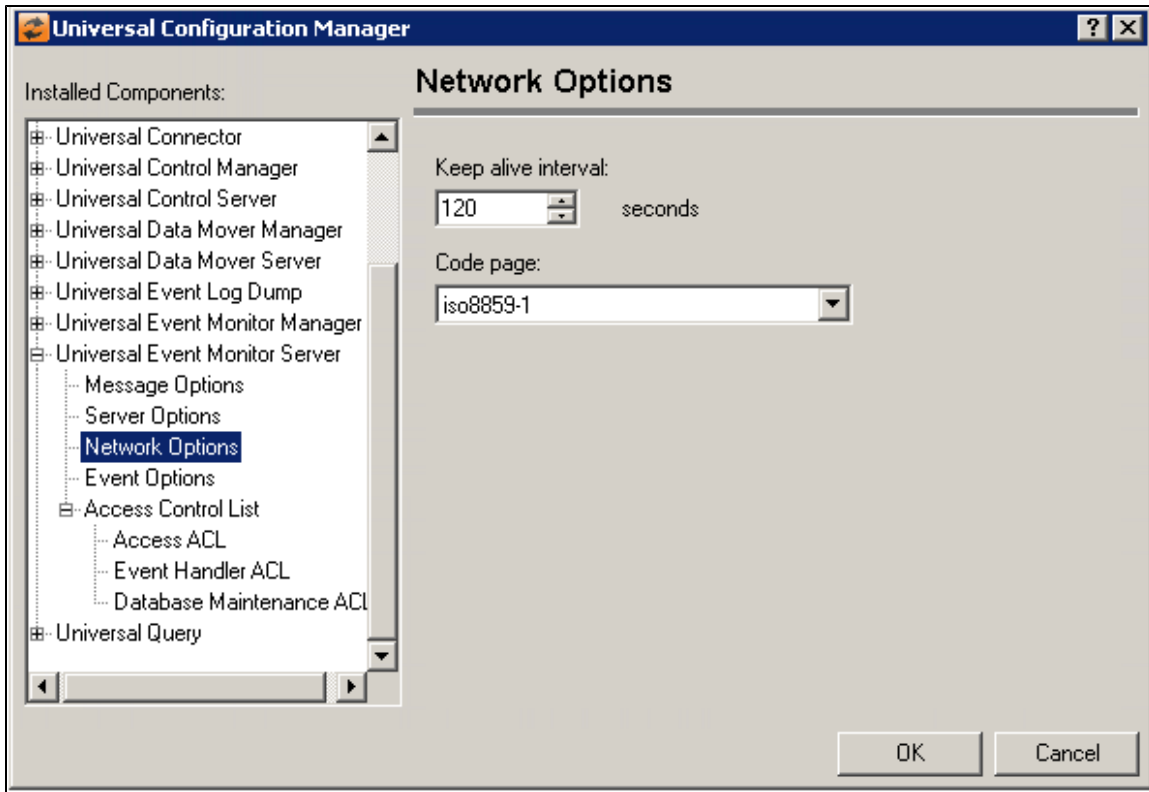 Universal Configuration Manager
Installed Components:
Universal Connector
Universal Control Manager
Universal Control Server
Universal Data Mover Manager
Universal Data Mover Server
Universal Event Log Dump
Universal Event Monitor Manager
Universal Event Monitor Server
Message Options
Server Options
Network Options
Event Options
Access Control List
Access ACL
Event Handler ACL
Database Maintenance ACL
Universal Query
Network Options
Keep alive interval:
120 seconds
Code page:
iso8859-1
OK Cancel